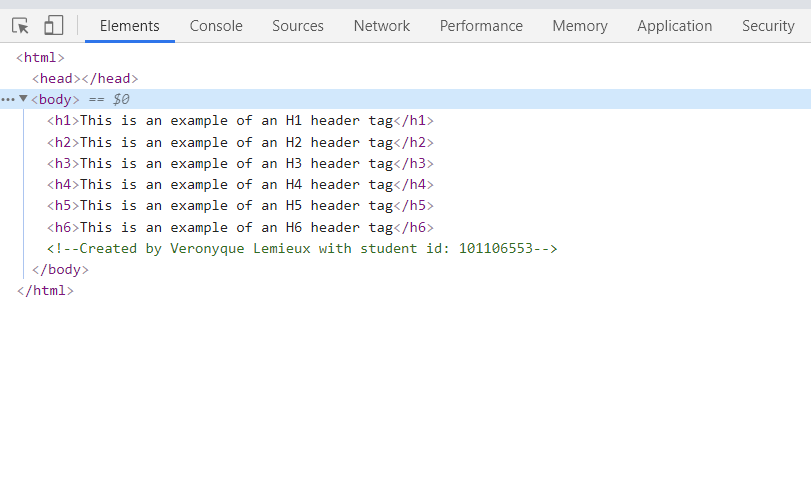 Elements Console Sources Network Performance Memory Application Security
<html>
<head></head>
<body> == $0
<h1>This is an example of an H1 header tag</h1>
<h2>This is an example of an H2 header tag</h2>
<h3>This is an example of an H3 header tag</h3>
<h4>This is an example of an H4 header tag</h4>
<h5>This is an example of an H5 header tag</h5>
<h6>This is an example of an H6 header tag</h6>
<!--Created by Veronyque Lemieux with student id: 101106553-->
</body>
</html>